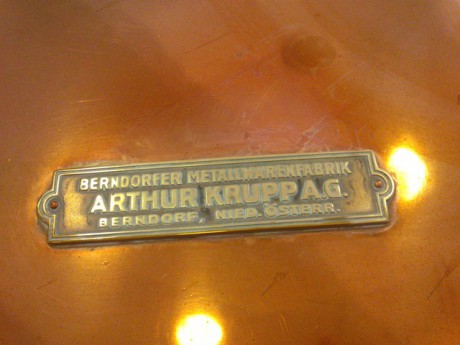 BERNDORFER METALLWARENFABRIK
ARTHUR KRUPP A.G.
BERNDORF, NIED. ÖSTERR.